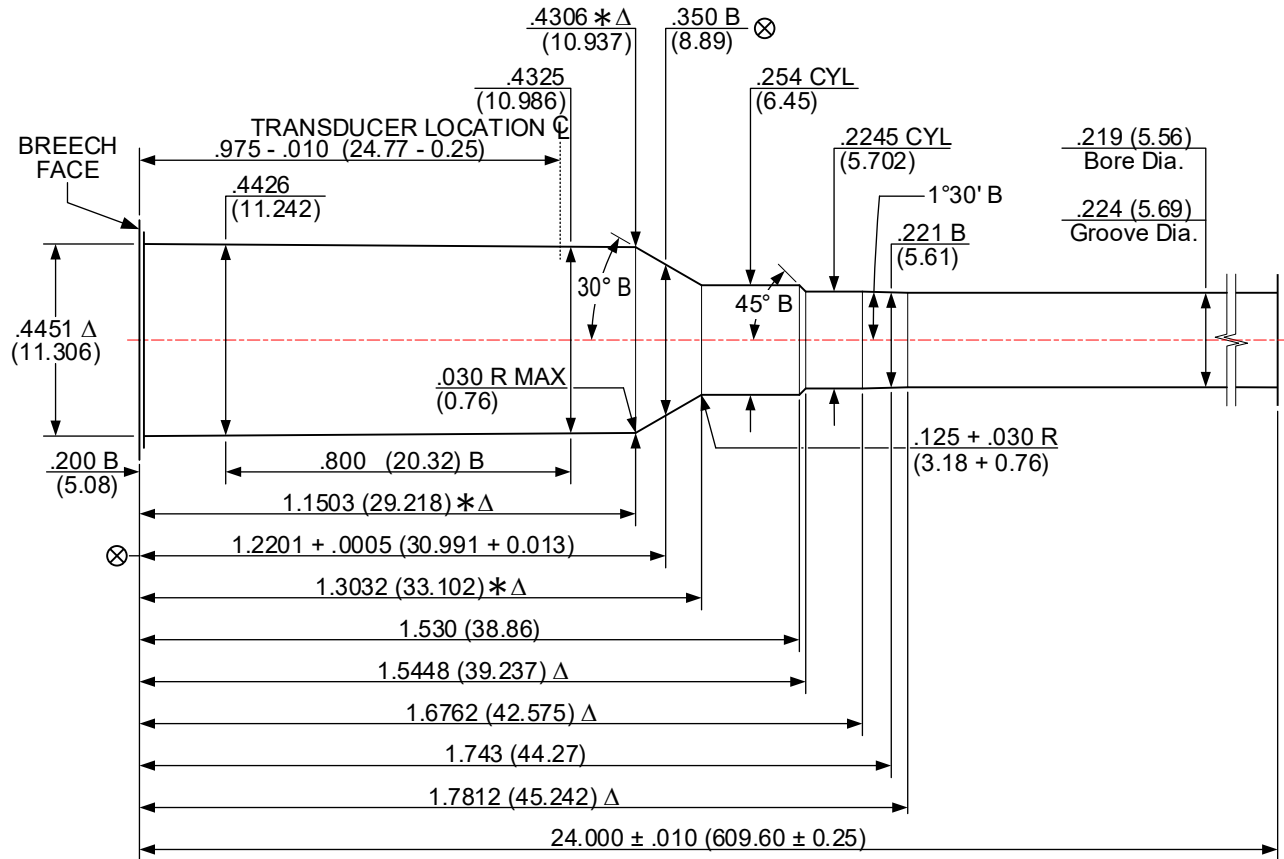 .4306 ∗ Δ
(10.937)
.350 B ⊗
(8.89)
.4325
(10.986)
.254 CYL
(6.45)
TRANSDUCER LOCATION ℄
.975 - .010 (24.77 - 0.25)
BREECH
FACE
.2245 CYL
(5.702)
.219 (5.56)
Bore Dia.
.4426
(11.242)
1°30' B
.224 (5.69)
Groove Dia.
.221 B
(5.61)
30° B
45° B
.4451 Δ
(11.306)
.030 R MAX
(0.76)
.125 + .030 R
(3.18 + 0.76)
.200 B
(5.08)
.800 (20.32) B
1.1503 (29.218) ∗ Δ
⊗ 1.2201 + .0005 (30.991 + 0.013)
1.3032 (33.102) ∗ Δ
1.530 (38.86)
1.5448 (39.237) Δ
1.6762 (42.575) Δ
1.743 (44.27)
1.7812 (45.242) Δ
24.000 ± .010 (609.60 ± 0.25)